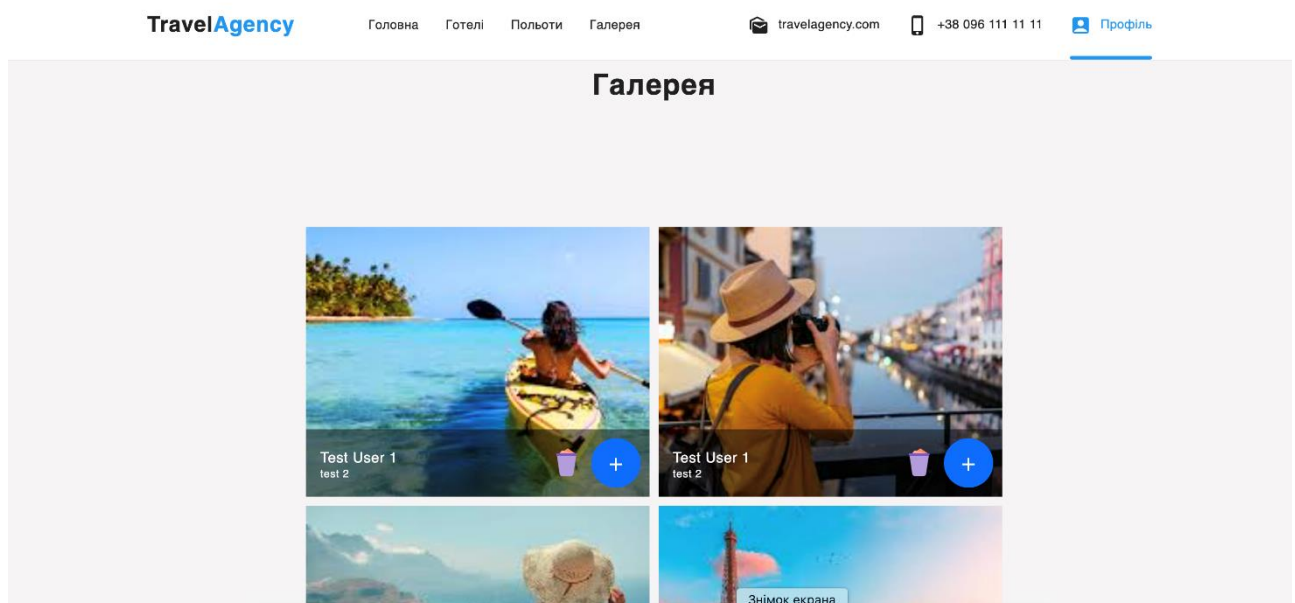 TravelAgency Головна Готелі Польоти Галерея travelagency.com +38 096 111 11 11 Профіль
Галерея
Test User 1
test 2
Test User 1
test 2
Знімок екрана